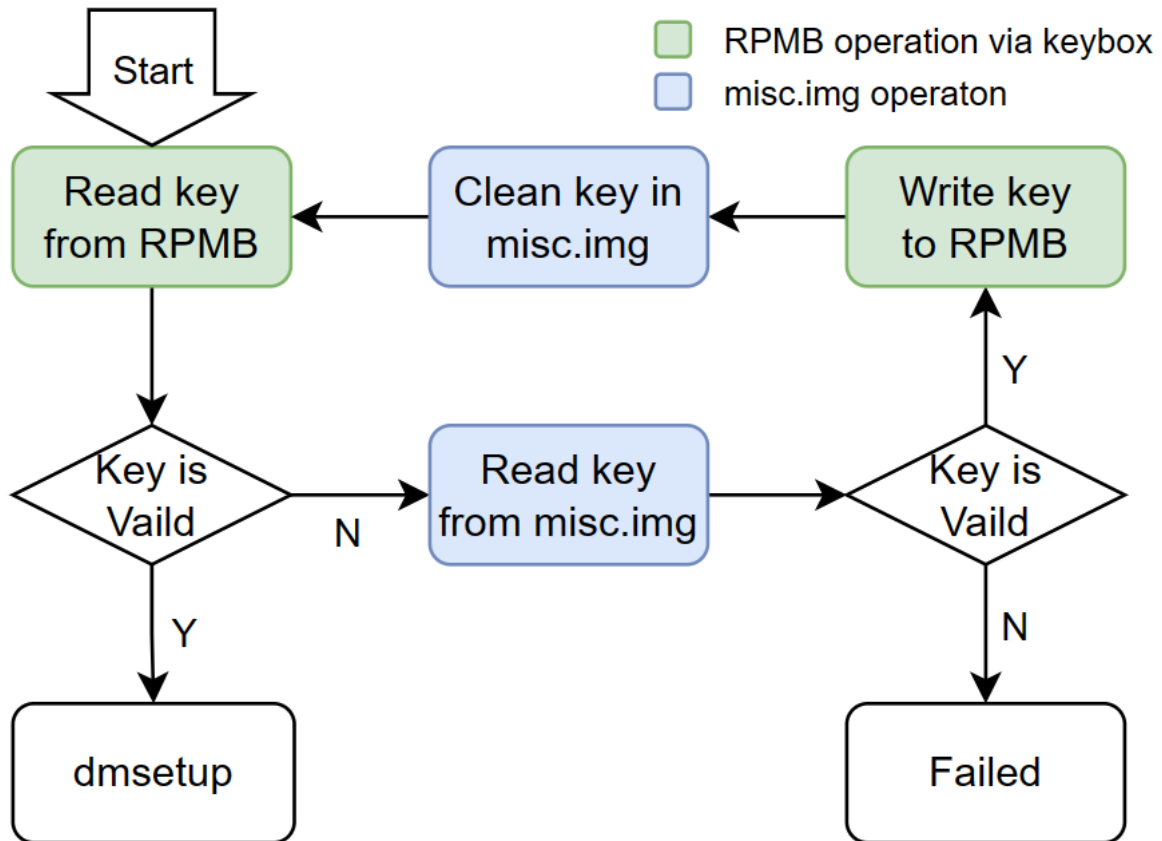 Start
RPMB operation via keybox
misc.img operaton
Read key
from RPMB
Clean key in
misc.img
Write key
to RPMB
Y
Key is
Vaild
N
Read key
from misc.img
Key is
Vaild
Y
N
dmsetup
Failed